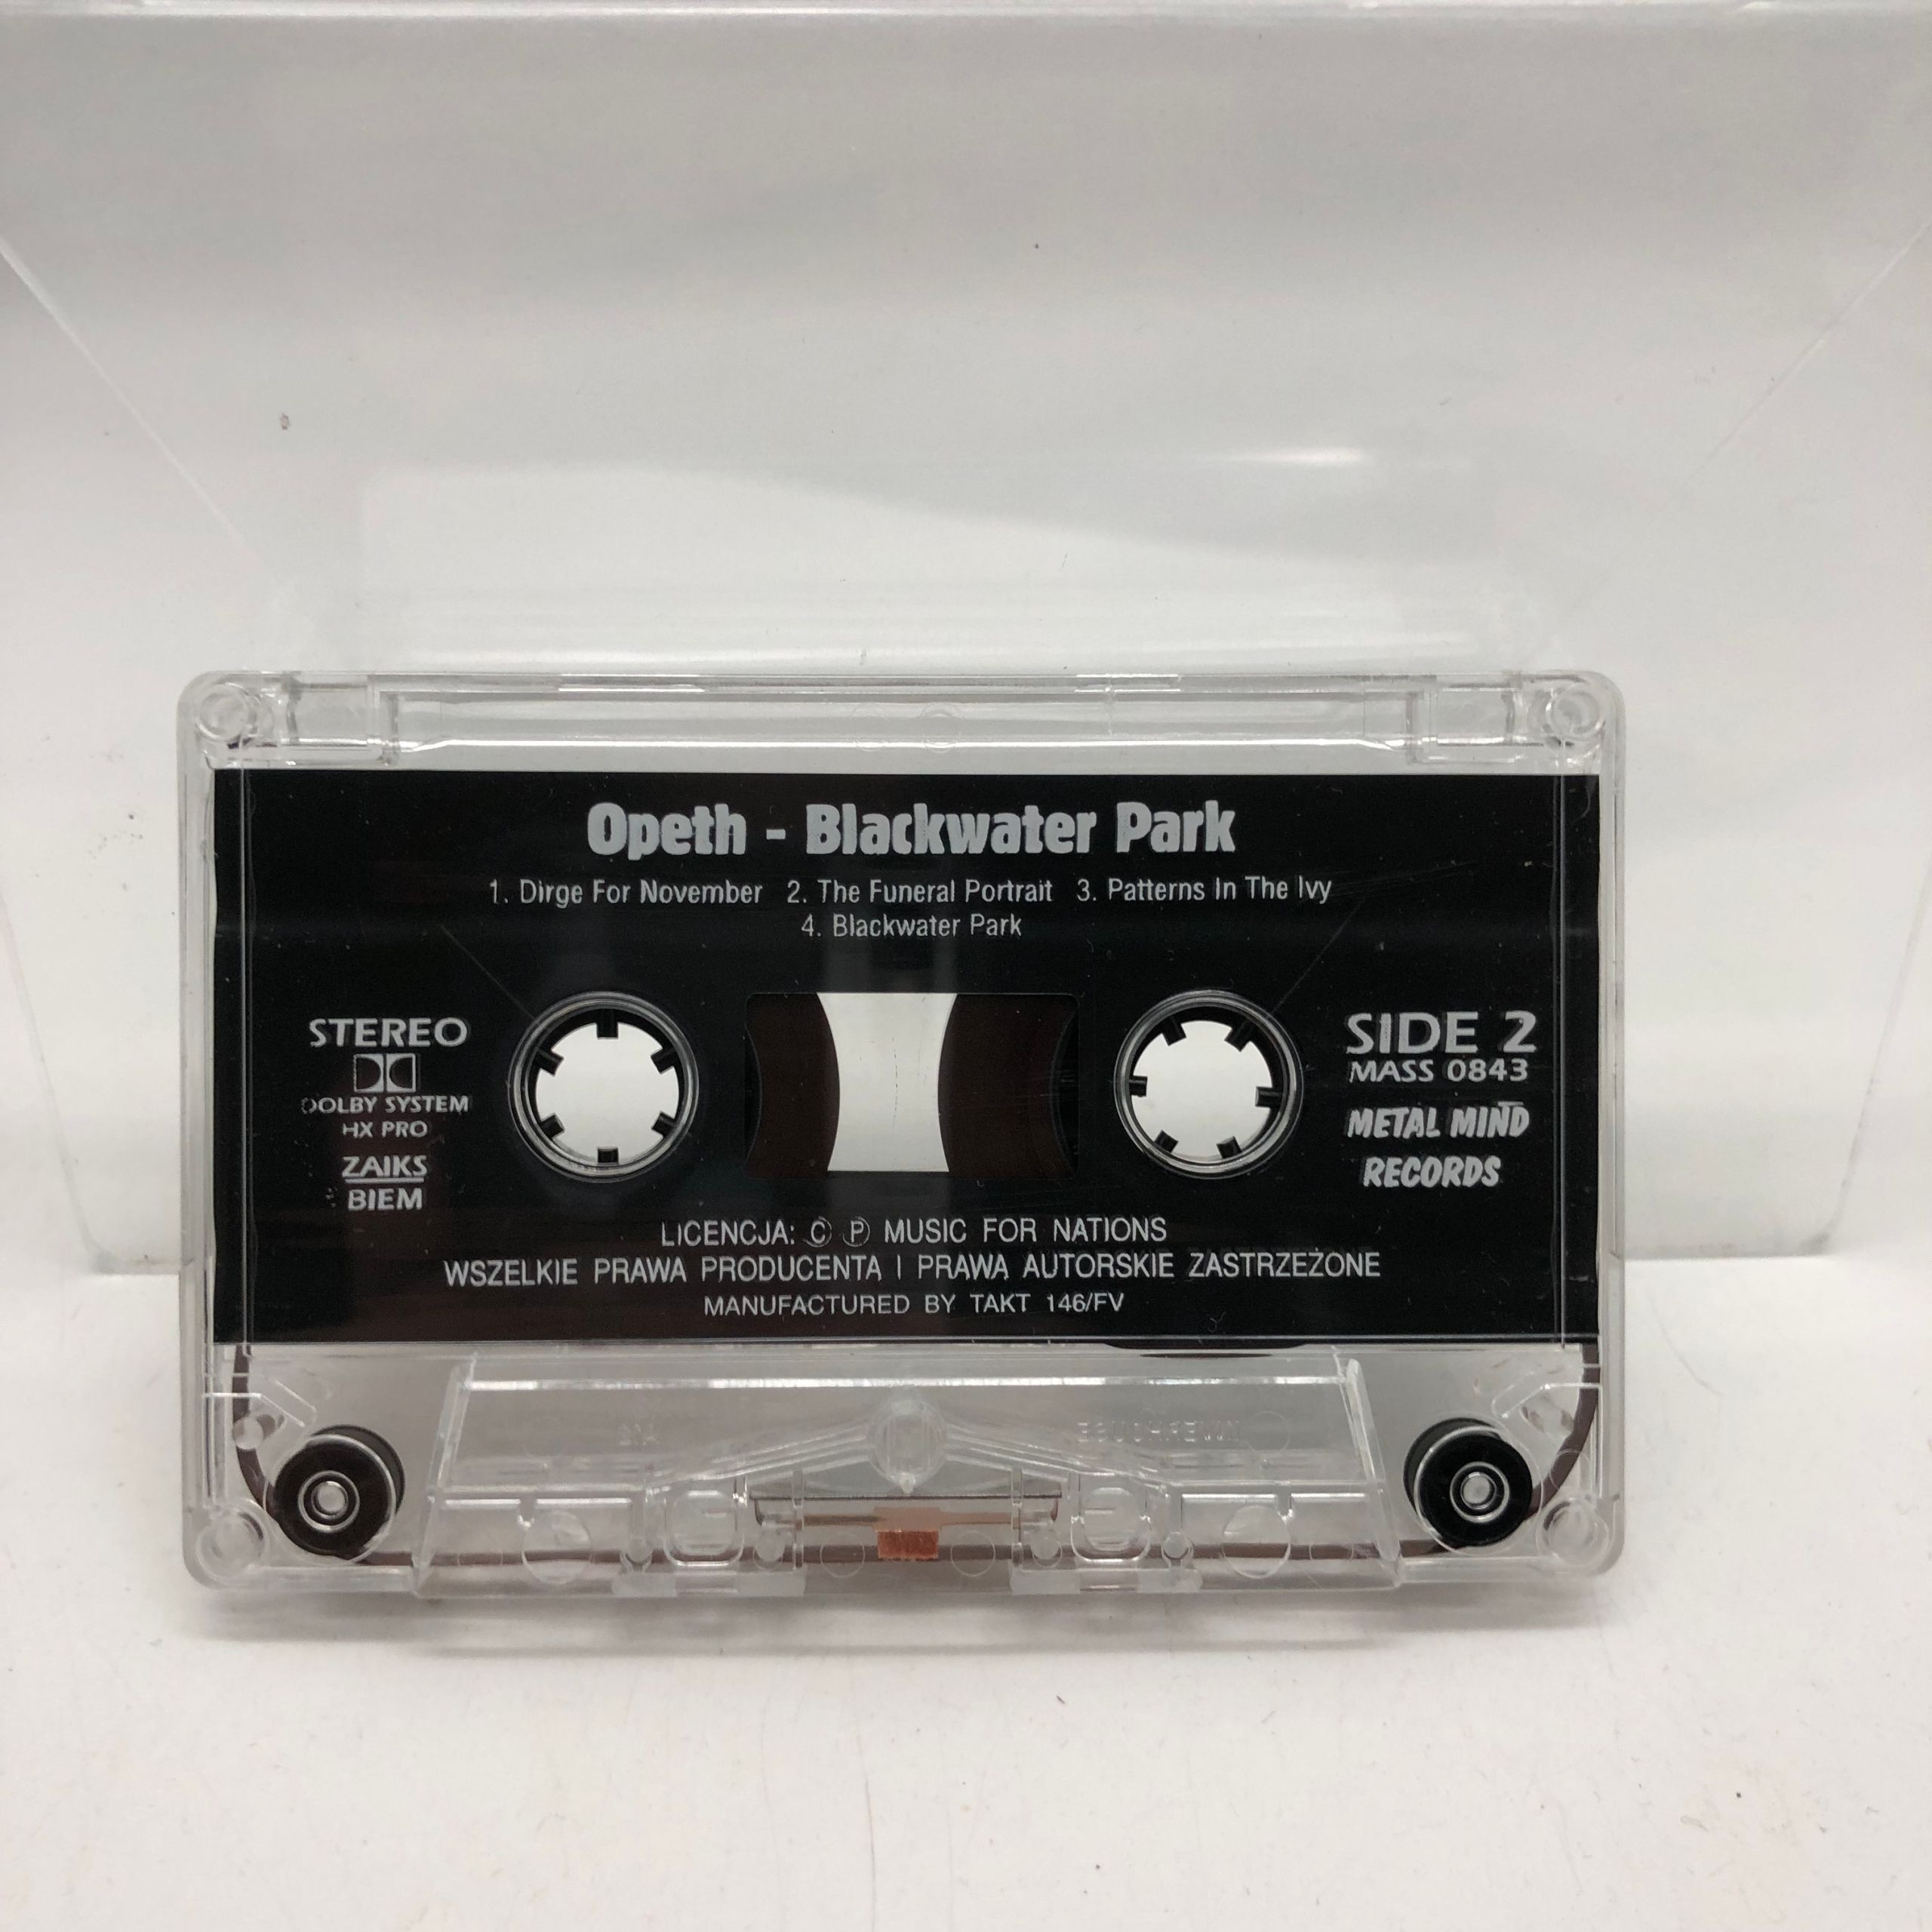 Opeth - Blackwater Park
1. Dirge For November 2. The Funeral Portrait 3. Patterns In The Ivy
4. Blackwater Park
STEREO
DOLBY SYSTEM
HX PRO
ZAIKS
BIEM
SIDE 2
MASS 0843
METAL MIND
RECORDS
LICENCJA: © ℗ MUSIC FOR NATIONS
WSZELKIE PRAWA PRODUCENTA I PRAWA AUTORSKIE ZASTRZEŻONE
MANUFACTURED BY TAKT 146/FV